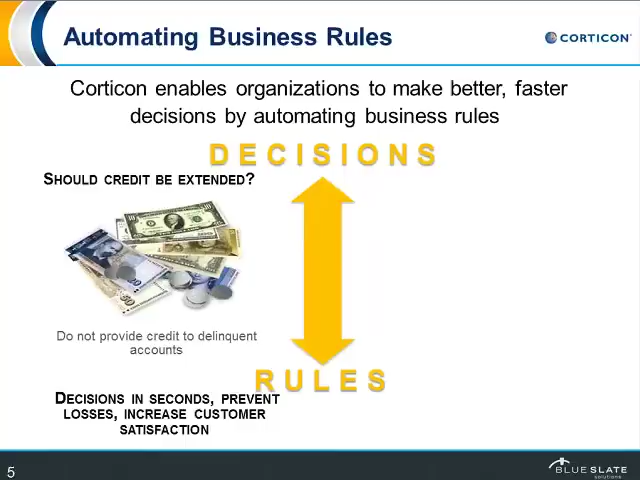 Automating Business Rules
CORTICON
Corticon enables organizations to make better, faster
decisions by automating business rules
DECISIONS
SHOULD CREDIT BE EXTENDED?
Do not provide credit to delinquent
accounts
RULES
DECISIONS IN SECONDS, PREVENT
LOSSES, INCREASE CUSTOMER
SATISFACTION
5
BLUE SLATE
solutions